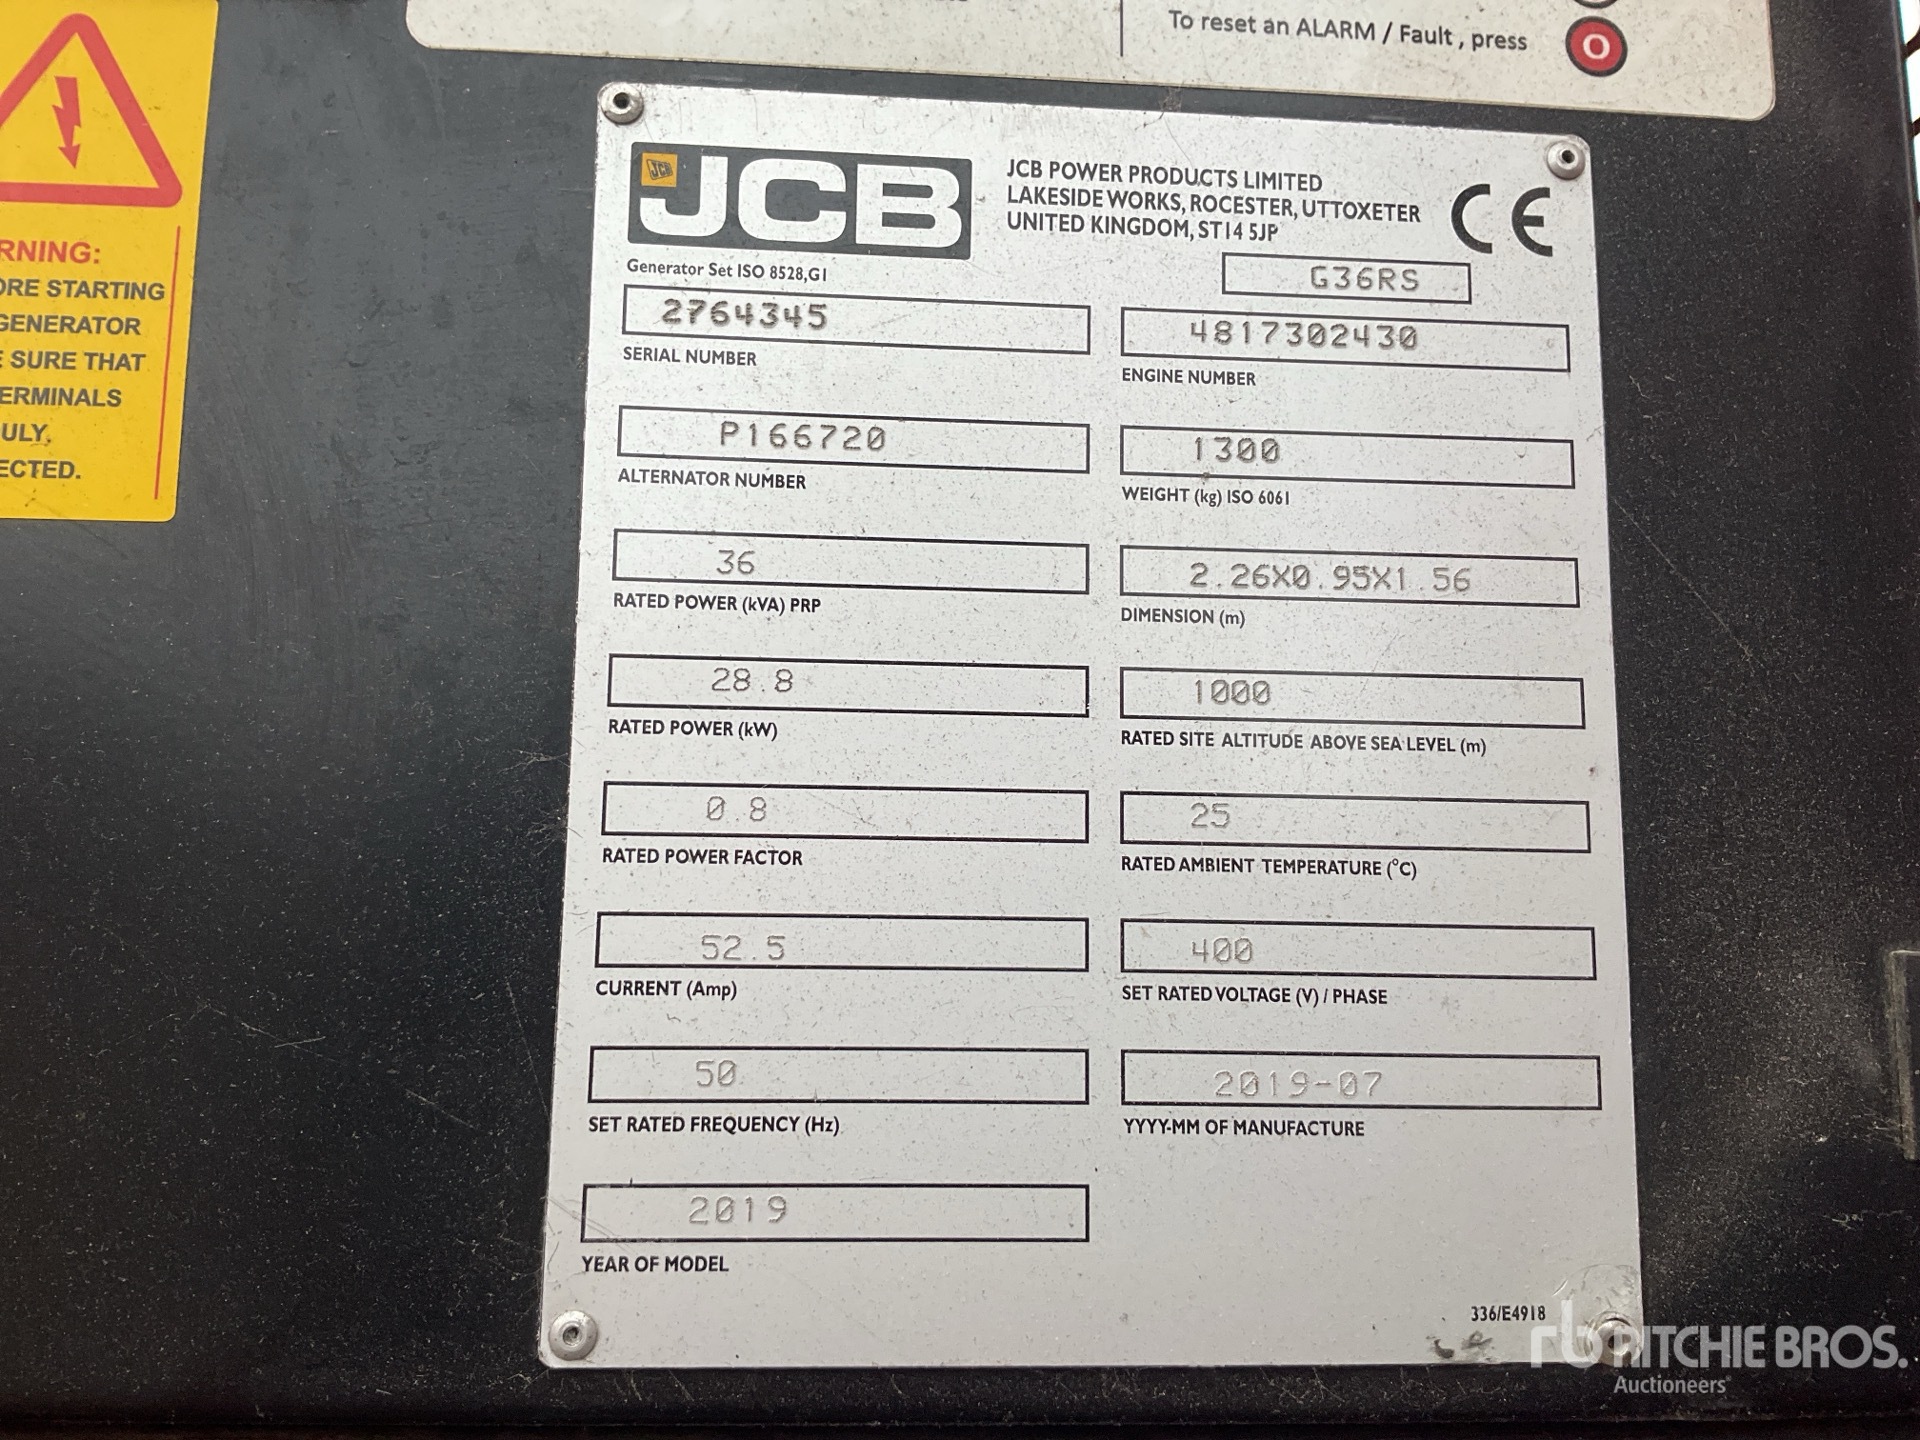 To reset an ALARM / Fault , press
O
RNING:
ORE STARTING
GENERATOR
E SURE THAT
ERMINALS
ULY.
ECTED.
JCB
JCB
JCB POWER PRODUCTS LIMITED
LAKESIDE WORKS, ROCESTER, UTTOXETER
UNITED KINGDOM, ST14 5JP
CE
Generator Set ISO 8528,G1
G36RS
2764345
SERIAL NUMBER
4817302430
ENGINE NUMBER
P166720
ALTERNATOR NUMBER
1300
WEIGHT (kg) ISO 6061
36
RATED POWER (kVA) PRP
2.26X0.95X1.56
DIMENSION (m)
28.8
RATED POWER (kW)
1000
RATED SITE ALTITUDE ABOVE SEA LEVEL (m)
0.8
RATED POWER FACTOR
25
RATED AMBIENT TEMPERATURE (°C)
52.5
CURRENT (Amp)
400
SET RATED VOLTAGE (V) / PHASE
50
SET RATED FREQUENCY (Hz)
2019-07
YYYY-MM OF MANUFACTURE
2019
YEAR OF MODEL
336/E4918
rb RITCHIE BROS.
Auctioneers